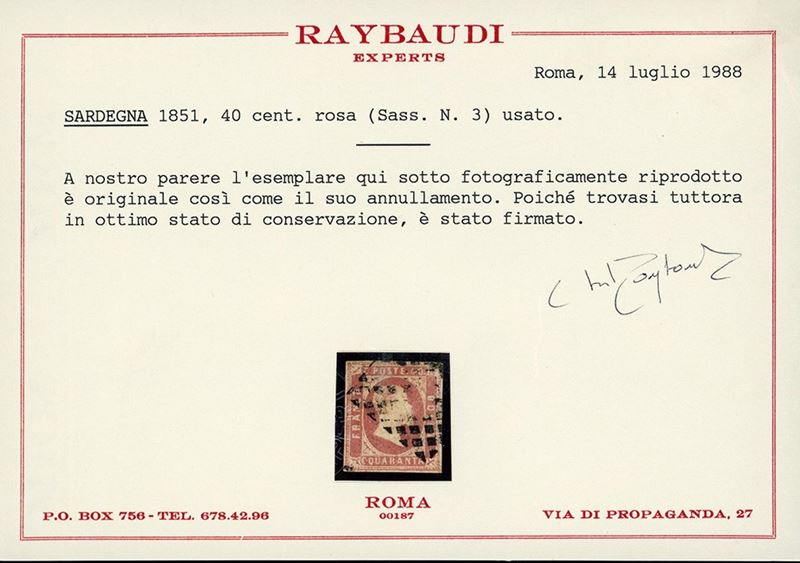 RAYBAUDI
EXPERTS
Roma, 14 luglio 1988
SARDEGNA 1851, 40 cent. rosa (Sass. N. 3) usato.
A nostro parere l'esemplare qui sotto fotograficamente riprodotto
è originale così come il suo annullamento. Poiché trovasi tuttora
in ottimo stato di conservazione, è stato firmato.
POSTE
FRAN
QUARANTA
ROMA
00187
P.O. BOX 756 - TEL. 678.42.96
VIA DI PROPAGANDA, 27